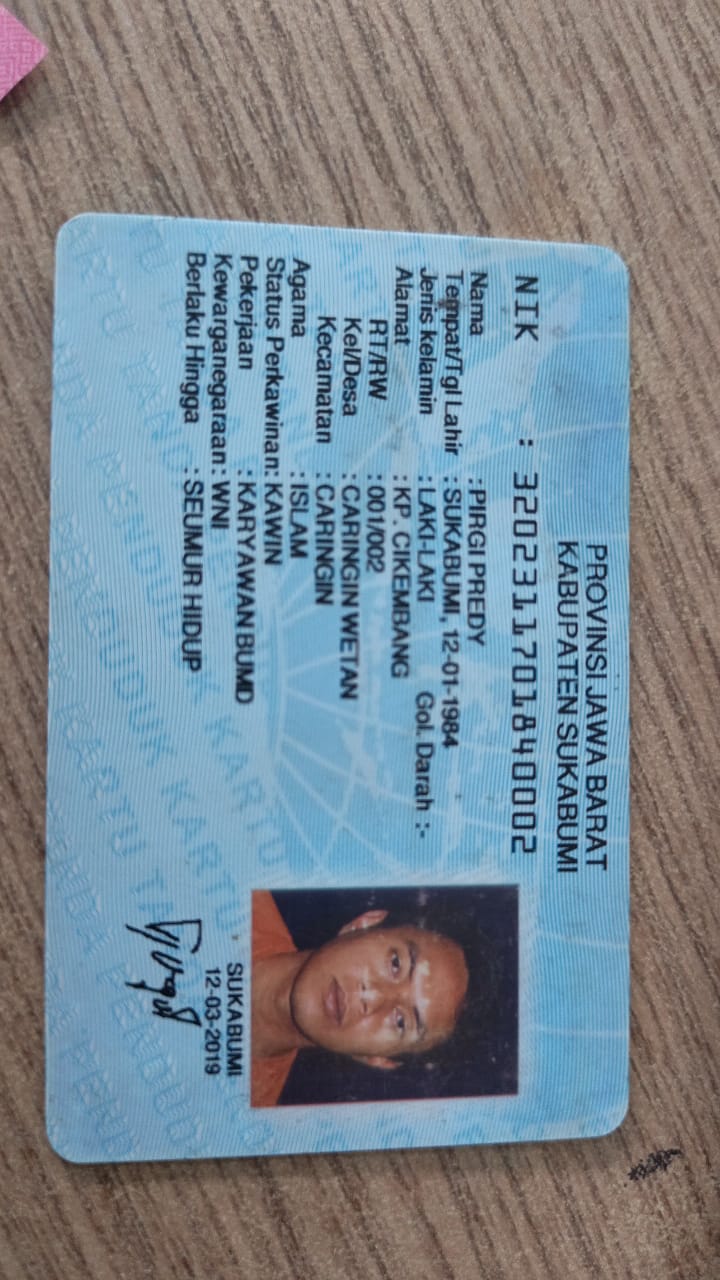 PROVINSI JAWA BARAT
KABUPATEN SUKABUMI
NIK : 3202311701840002
Nama : PIRGI PREDY
Tempat/Tgl Lahir : SUKABUMI, 12-01-1984
Jenis kelamin : LAKI-LAKI Gol. Darah :-
Alamat : KP. CIKEMBANG
RT/RW : 001/002
Kel/Desa : CARINGIN WETAN
Kecamatan : CARINGIN
Agama : ISLAM
Status Perkawinan: KAWIN
Pekerjaan : KARYAWAN BUMD
Kewarganegaraan: WNI
Berlaku Hingga : SEUMUR HIDUP
SUKABUMI
12-03-2019